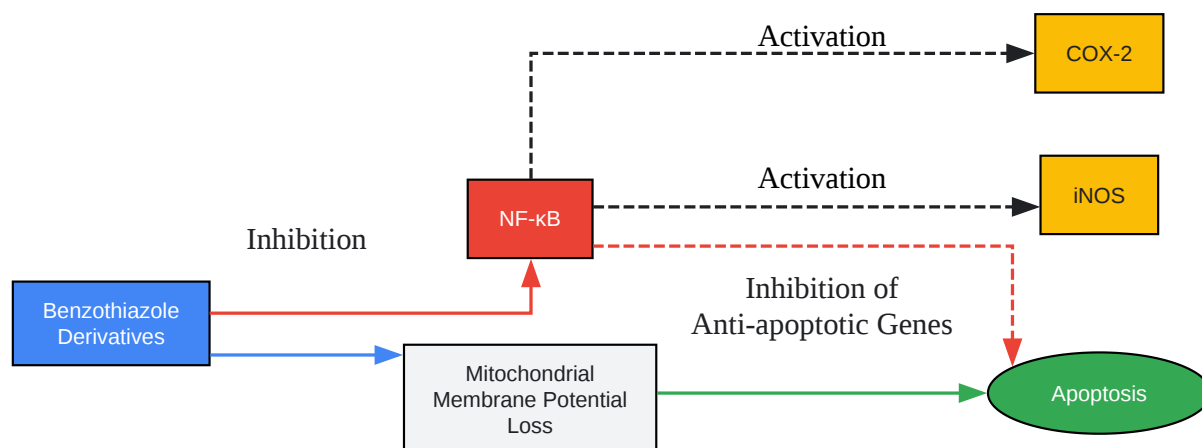 Activation
COX-2
Activation
iNOS
NF-κB
Inhibition
Benzothiazole
Derivatives
Inhibition of
Anti-apoptotic Genes
Mitochondrial
Membrane Potential
Loss
Apoptosis